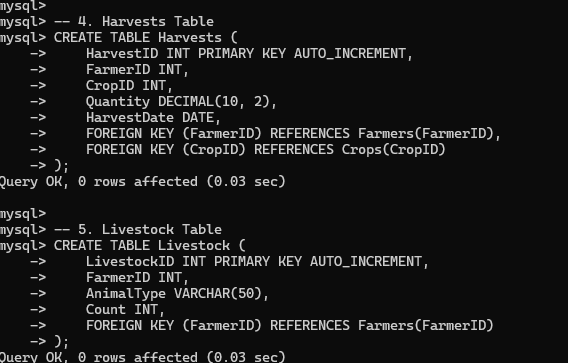 mysql>
mysql> -- 4. Harvests Table
mysql> CREATE TABLE Harvests (
    ->     HarvestID INT PRIMARY KEY AUTO_INCREMENT,
    ->     FarmerID INT,
    ->     CropID INT,
    ->     Quantity DECIMAL(10, 2),
    ->     HarvestDate DATE,
    ->     FOREIGN KEY (FarmerID) REFERENCES Farmers(FarmerID),
    ->     FOREIGN KEY (CropID) REFERENCES Crops(CropID)
    -> );
Query OK, 0 rows affected (0.03 sec)
mysql>
mysql> -- 5. Livestock Table
mysql> CREATE TABLE Livestock (
    ->     LivestockID INT PRIMARY KEY AUTO_INCREMENT,
    ->     FarmerID INT,
    ->     AnimalType VARCHAR(50),
    ->     Count INT,
    ->     FOREIGN KEY (FarmerID) REFERENCES Farmers(FarmerID)
    -> );
Query OK, 0 rows affected (0.03 sec)